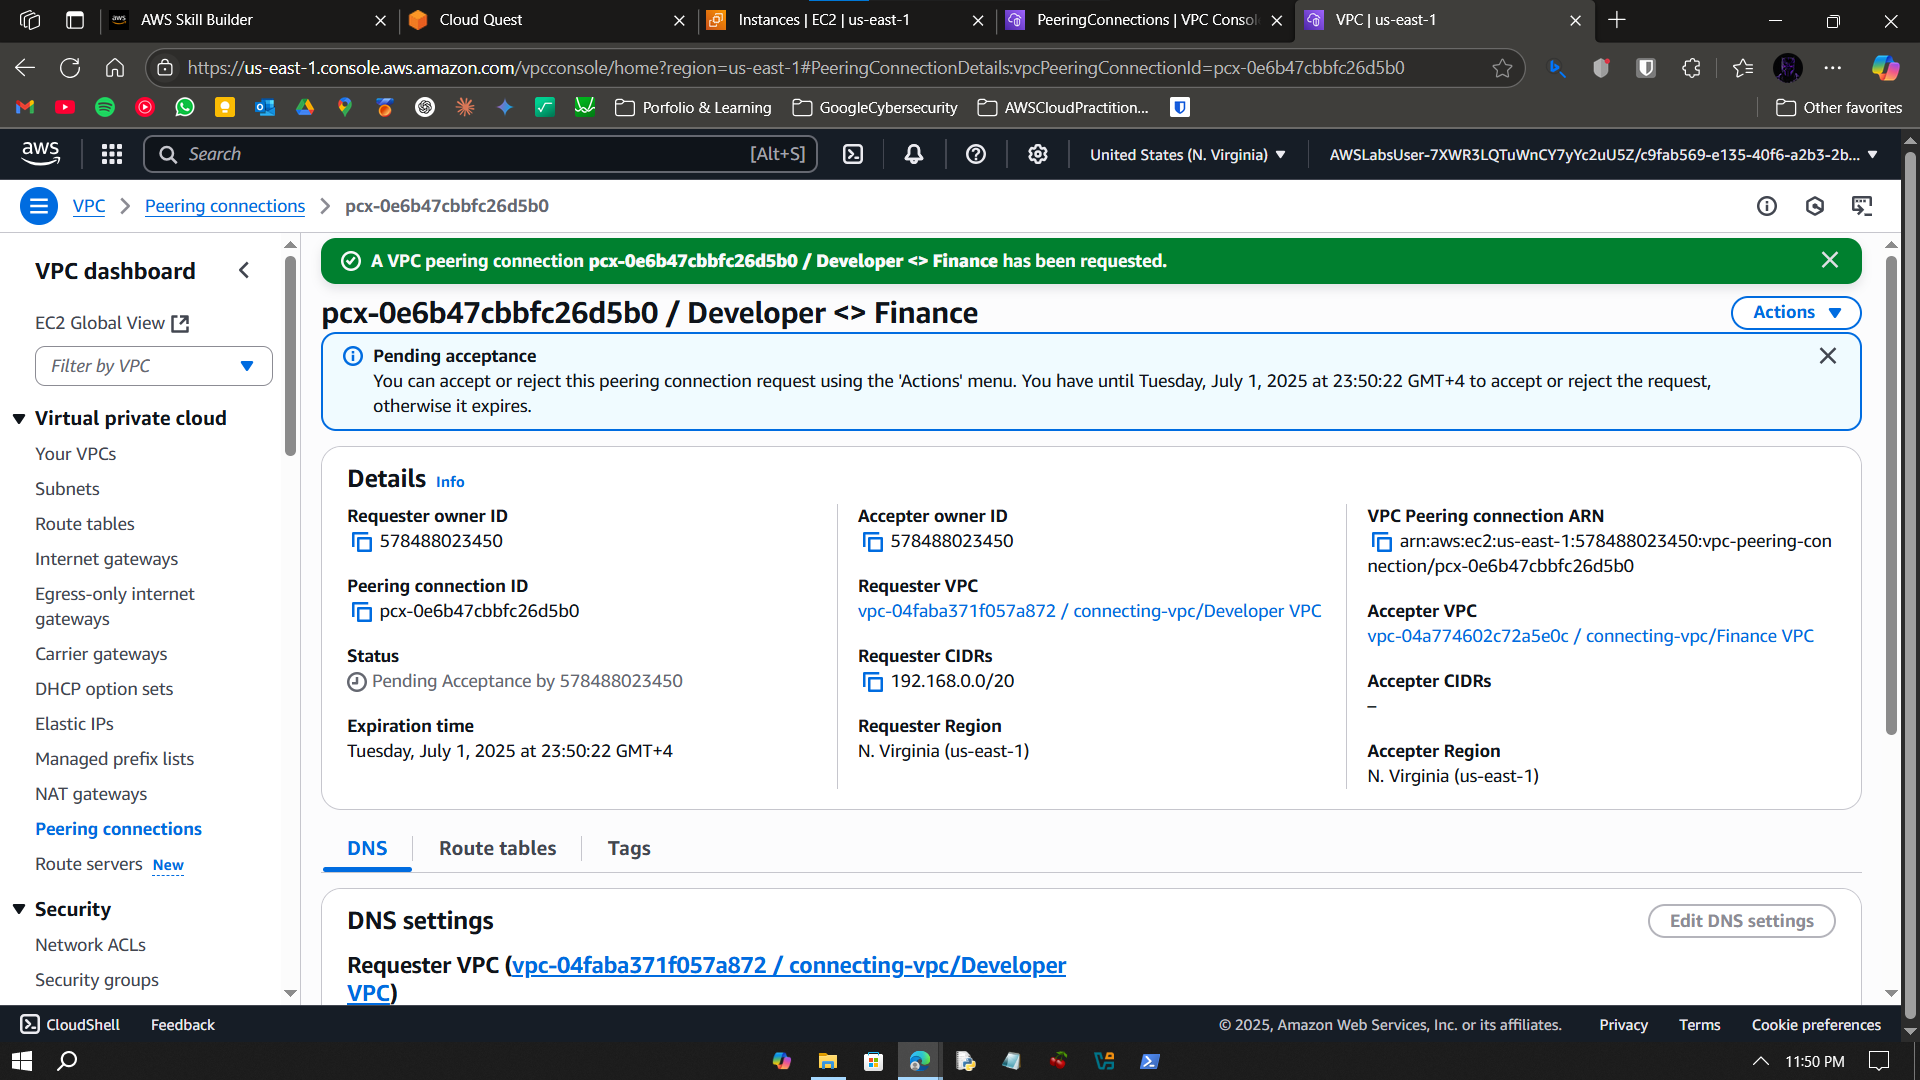 AWS Skill Builder
Cloud Quest
Instances | EC2 | us-east-1
PeeringConnections | VPC Conso
VPC | us-east-1
https://us-east-1.console.aws.amazon.com/vpcconsole/home?region=us-east-1#PeeringConnectionDetails:vpcPeeringConnectionId=pcx-0e6b47cbbfc26d5b0
Porfolio & Learning
GoogleCybersecurity
AWSCloudPractition...
Other favorites
aws
Search
[Alt+S]
United States (N. Virginia)
AWSLabsUser-7XWR3LQTuWnCY7yYc2uU5Z/c9fab569-e135-40f6-a2b3-2b...
VPC
Peering connections
pcx-0e6b47cbbfc26d5b0
VPC dashboard
EC2 Global View
Filter by VPC
Virtual private cloud
Your VPCs
Subnets
Route tables
Internet gateways
Egress-only internet
gateways
Carrier gateways
DHCP option sets
Elastic IPs
Managed prefix lists
NAT gateways
Peering connections
Route servers New
Security
Network ACLs
Security groups
A VPC peering connection pcx-0e6b47cbbfc26d5b0 / Developer <> Finance has been requested.
pcx-0e6b47cbbfc26d5b0 / Developer <> Finance
Actions
Pending acceptance
You can accept or reject this peering connection request using the 'Actions' menu. You have until Tuesday, July 1, 2025 at 23:50:22 GMT+4 to accept or reject the request,
otherwise it expires.
Details Info
Requester owner ID
578488023450
Peering connection ID
pcx-0e6b47cbbfc26d5b0
Status
Pending Acceptance by 578488023450
Expiration time
Tuesday, July 1, 2025 at 23:50:22 GMT+4
Accepter owner ID
578488023450
Requester VPC
vpc-04faba371f057a872 / connecting-vpc/Developer VPC
Requester CIDRs
192.168.0.0/20
Requester Region
N. Virginia (us-east-1)
VPC Peering connection ARN
arn:aws:ec2:us-east-1:578488023450:vpc-peering-con
nection/pcx-0e6b47cbbfc26d5b0
Accepter VPC
vpc-04a774602c72a5e0c / connecting-vpc/Finance VPC
Accepter CIDRs
–
Accepter Region
N. Virginia (us-east-1)
DNS
Route tables
Tags
DNS settings
Edit DNS settings
Requester VPC (vpc-04faba371f057a872 / connecting-vpc/Developer
VPC)
CloudShell
Feedback
© 2025, Amazon Web Services, Inc. or its affiliates.
Privacy
Terms
Cookie preferences
11:50 PM